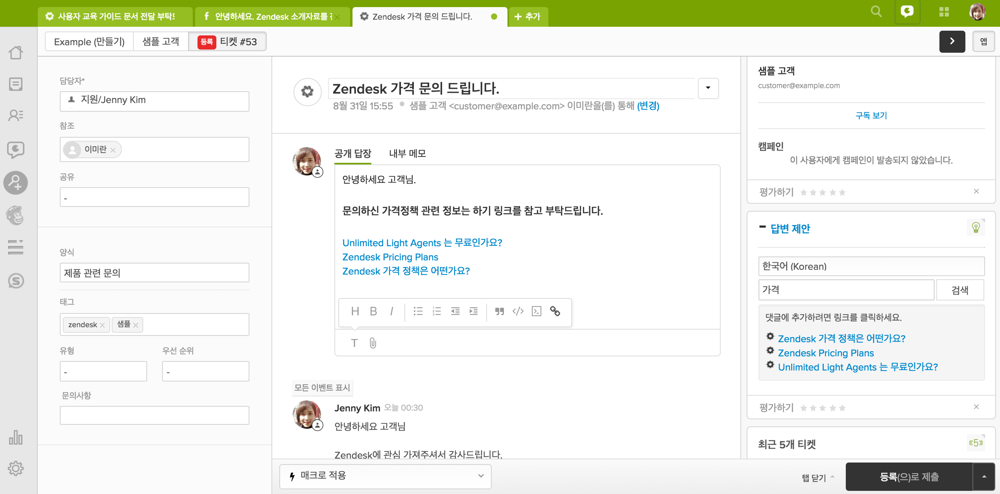 사용자 교육 가이드 문서 전달 부탁드
안녕하세요. Zendesk 소개자료를
Zendesk 가격 문의 드립니다.
+ 추가
Example (만들기)
샘플 고객
등록 티켓 #53
앱
담당자*
지원/Jenny Kim
참조
이미란
공유
-
양식
제품 관련 문의
태그
zendesk
샘플
유형
우선 순위
-
-
문의사항
Zendesk 가격 문의 드립니다.
8월 31일 15:55 샘플 고객 <customer@example.com> 이미란을(를) 통해 (변경)
공개 답장
내부 메모
안녕하세요 고객님.
문의하신 가격정책 관련 정보는 하기 링크를 참고 부탁드립니다.
Unlimited Light Agents 는 무료인가요?
Zendesk Pricing Plans
Zendesk 가격 정책은 어떤가요?
H B I
T
모든 이벤트 표시
Jenny Kim 오늘 00:30
안녕하세요 고객님
Zendesk에 관심 가져주셔서 감사드립니다.
매크로 적용
탭 닫기
등록(으)로 제출
샘플 고객
customer@example.com
구독 보기
캠페인
이 사용자에게 캠페인이 발송되지 않았습니다.
평가하기
답변 제안
한국어 (Korean)
가격
검색
댓글에 추가하려면 링크를 클릭하세요.
Zendesk 가격 정책은 어떤가요?
Zendesk Pricing Plans
Unlimited Light Agents 는 무료인가요?
평가하기
최근 5개 티켓
5